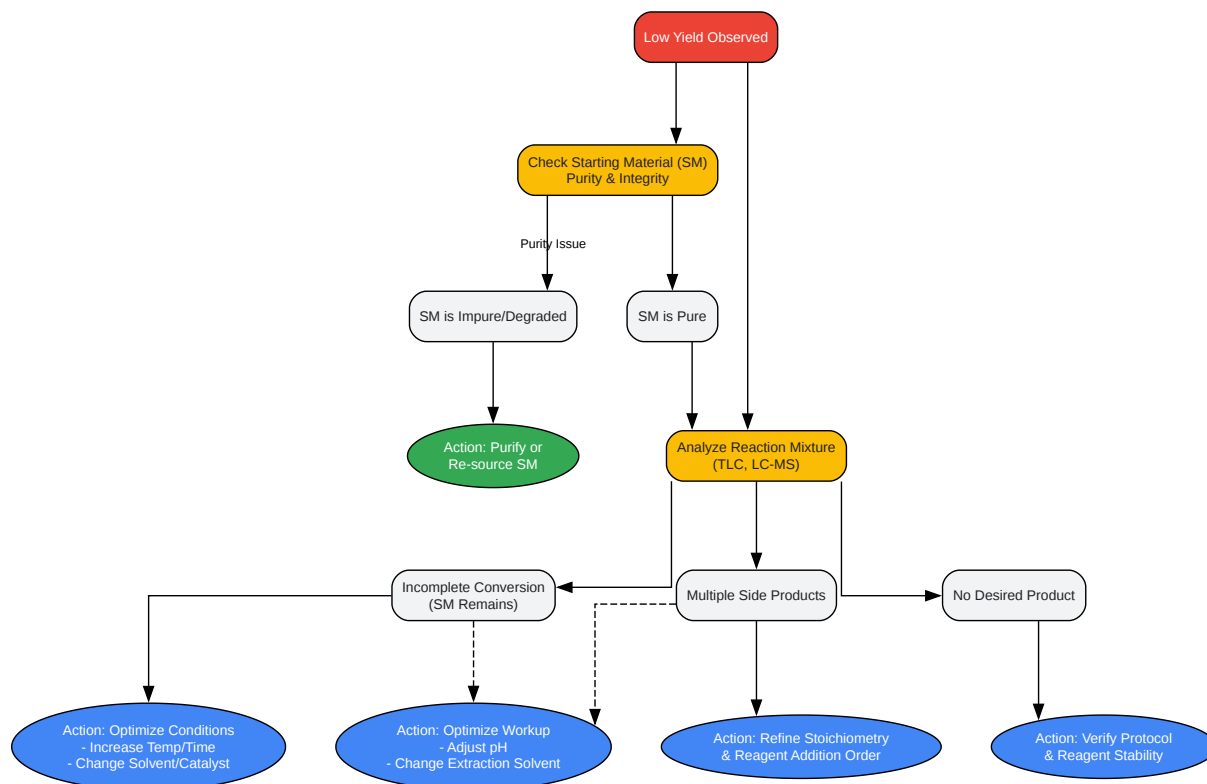 Low Yield Observed
Check Starting Material (SM)
Purity & Integrity
Purity Issue
SM is Impure/Degraded
SM is Pure
Action: Purify or
Re-source SM
Analyze Reaction Mixture
(TLC, LC-MS)
Incomplete Conversion
(SM Remains)
Multiple Side Products
No Desired Product
Action: Optimize Conditions
- Increase Temp/Time
- Change Solvent/Catalyst
Action: Optimize Workup
- Adjust pH
- Change Extraction Solvent
Action: Refine Stoichiometry
& Reagent Addition Order
Action: Verify Protocol
& Reagent Stability